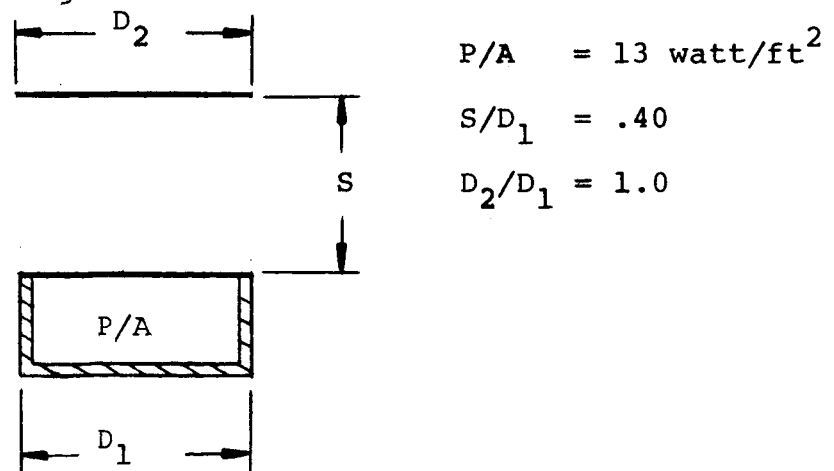 D₂
P/A = 13 watt/ft²
S/D₁ = .40
S
D₂/D₁ = 1.0
P/A
D₁